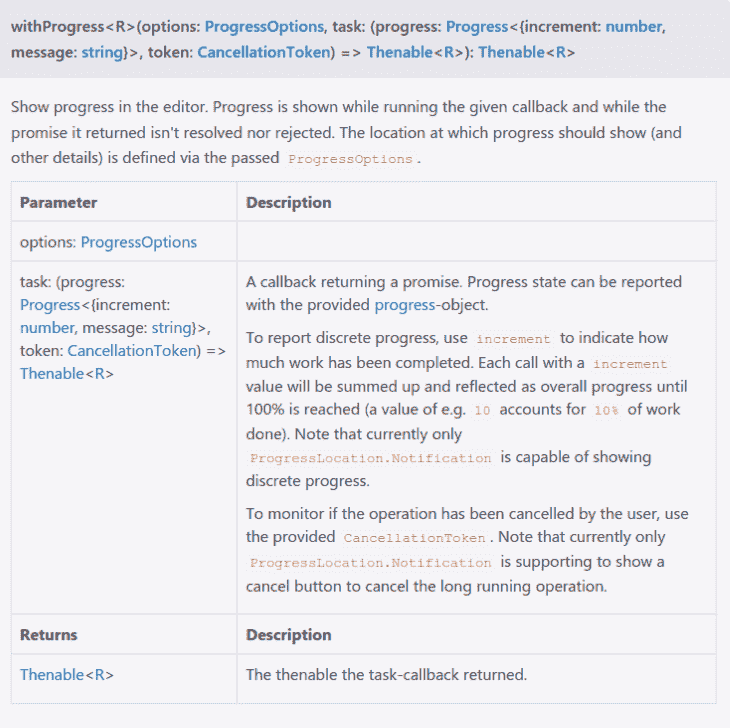 withProgress<R>(options: ProgressOptions, task: (progress: Progress<{increment: number,
message: string}>, token: CancellationToken) => Thenable<R>): Thenable<R>
Show progress in the editor. Progress is shown while running the given callback and while the
promise it returned isn't resolved nor rejected. The location at which progress should show (and
other details) is defined via the passed ProgressOptions.
Parameter
Description
options: ProgressOptions
task: (progress:
Progress<{increment:
number, message: string}>,
token: CancellationToken) =>
Thenable<R>
A callback returning a promise. Progress state can be reported
with the provided progress-object.
To report discrete progress, use increment to indicate how
much work has been completed. Each call with a increment
value will be summed up and reflected as overall progress until
100% is reached (a value of e.g. 10 accounts for 10% of work
done). Note that currently only
ProgressLocation.Notification is capable of showing
discrete progress.
To monitor if the operation has been cancelled by the user, use
the provided CancellationToken. Note that currently only
ProgressLocation.Notification is supporting to show a
cancel button to cancel the long running operation.
Returns
Description
Thenable<R>
The thenable the task-callback returned.